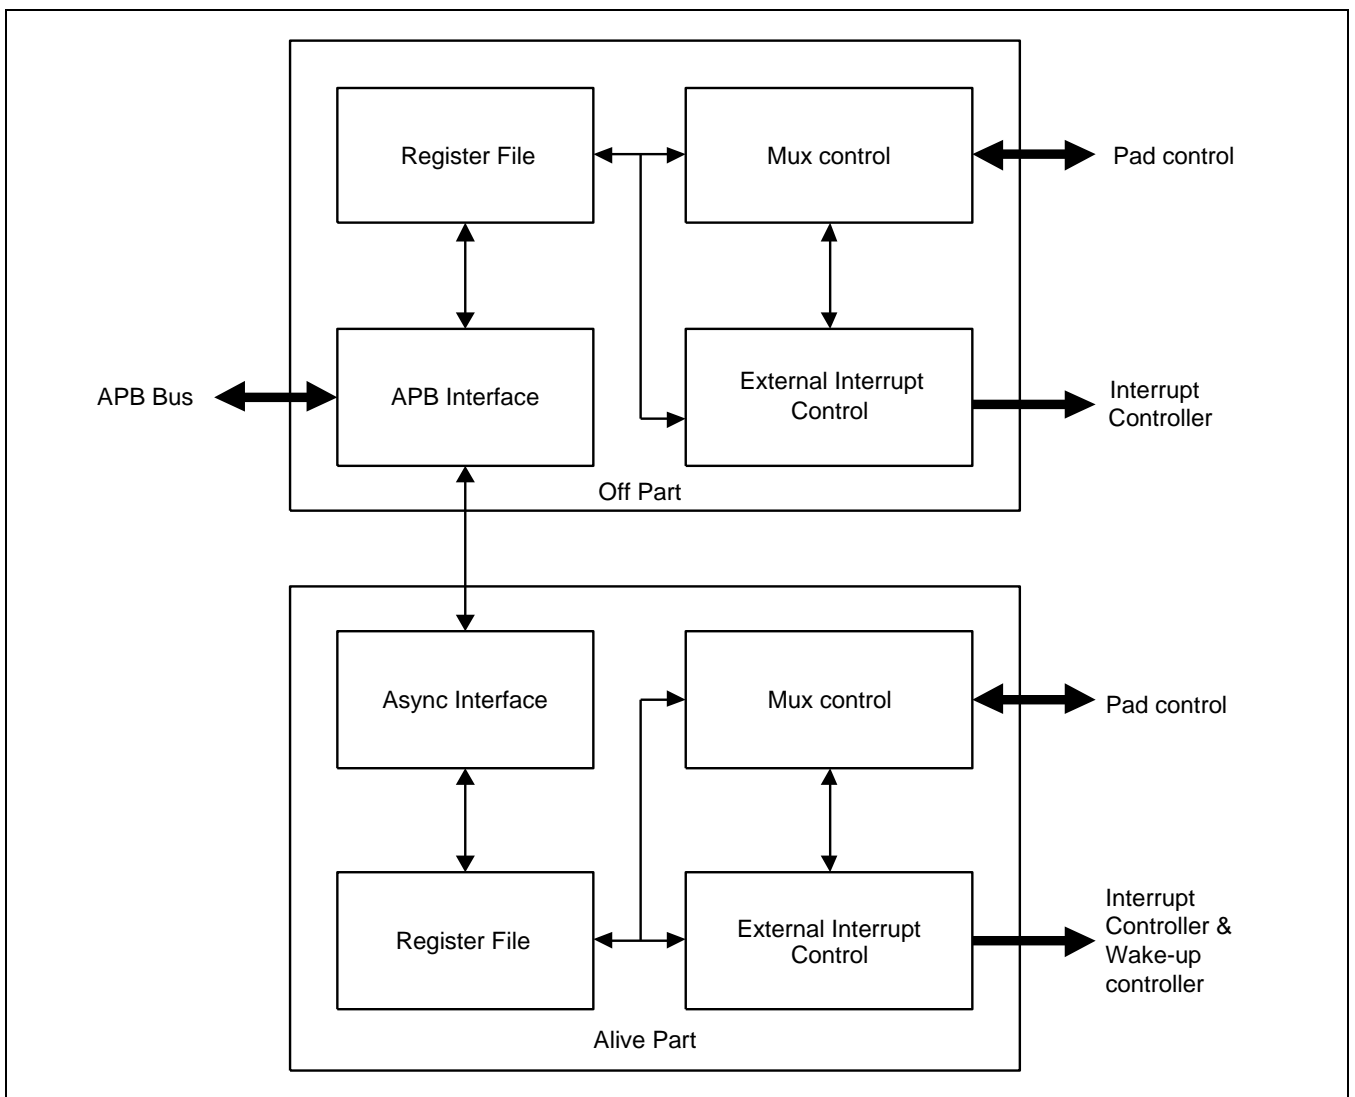 Register File
Mux control
Pad control
APB Bus
APB Interface
External Interrupt
Control
Interrupt
Controller
Off Part
Async Interface
Mux control
Pad control
Register File
External Interrupt
Control
Interrupt
Controller &
Wake-up
controller
Alive Part